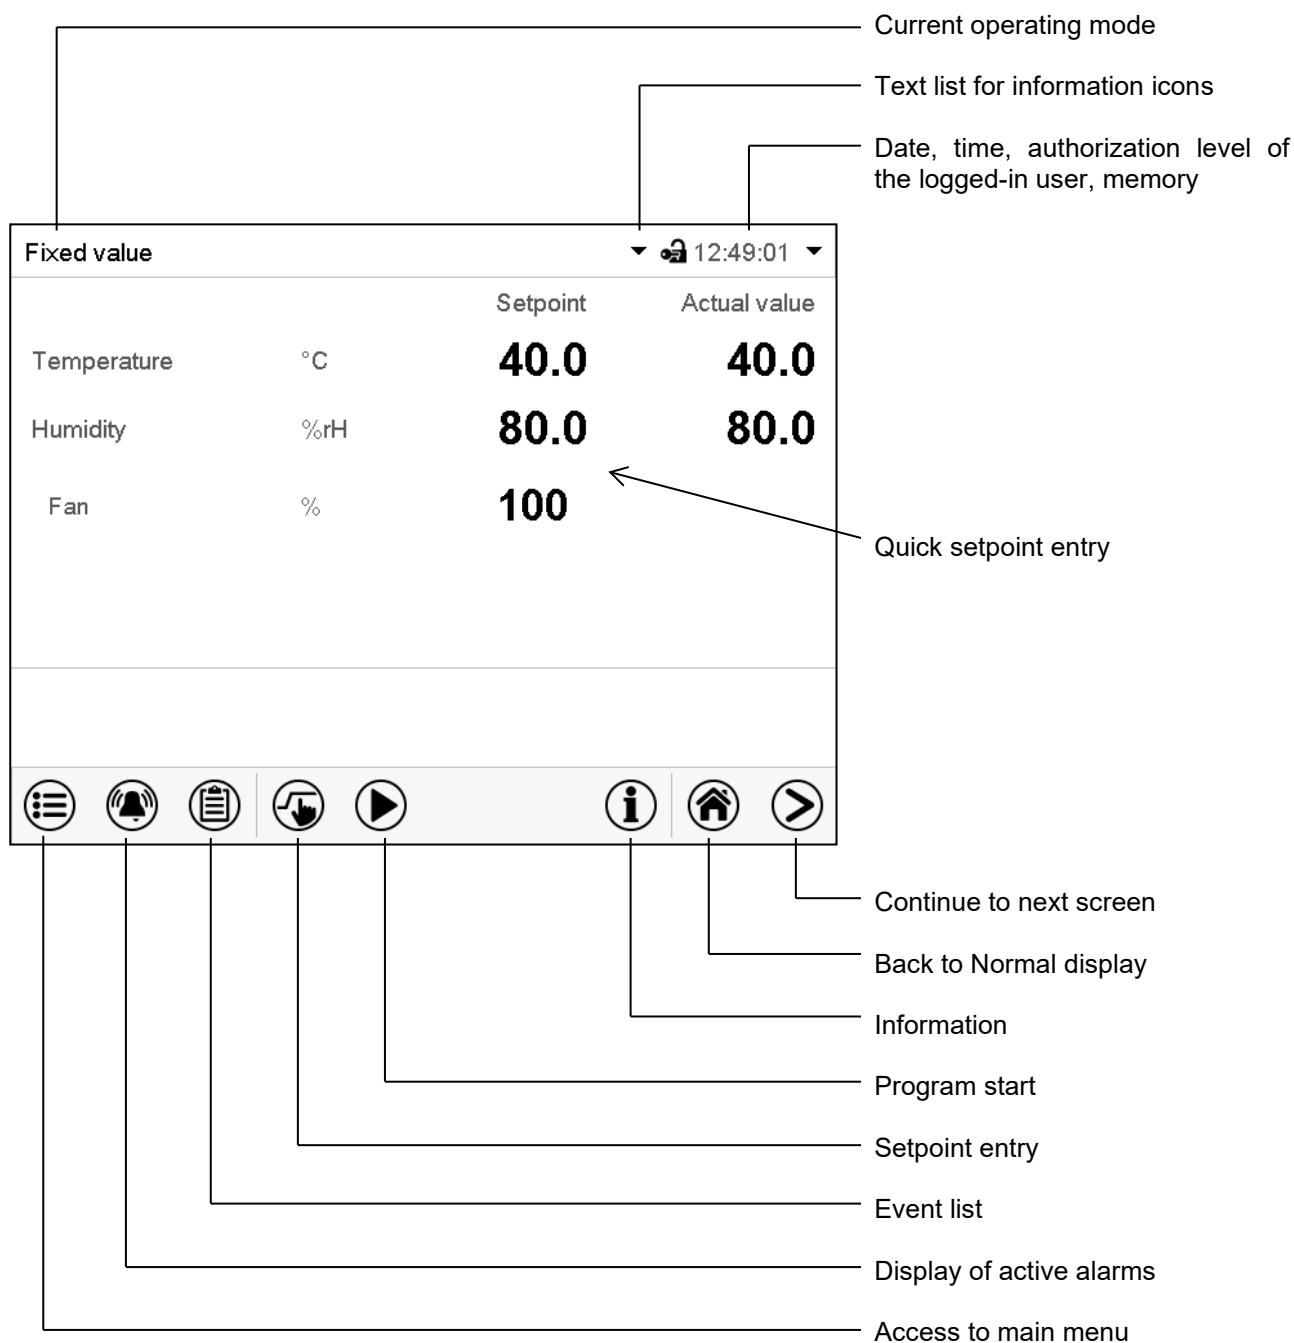 Current operating mode
Text list for information icons
Date, time, authorization level of
the logged-in user, memory
Fixed value 12:49:01
Setpoint Actual value
Temperature °C 40.0 40.0
Humidity %rH 80.0 80.0
Fan % 100
Quick setpoint entry
Continue to next screen
Back to Normal display
Information
Program start
Setpoint entry
Event list
Display of active alarms
Access to main menu